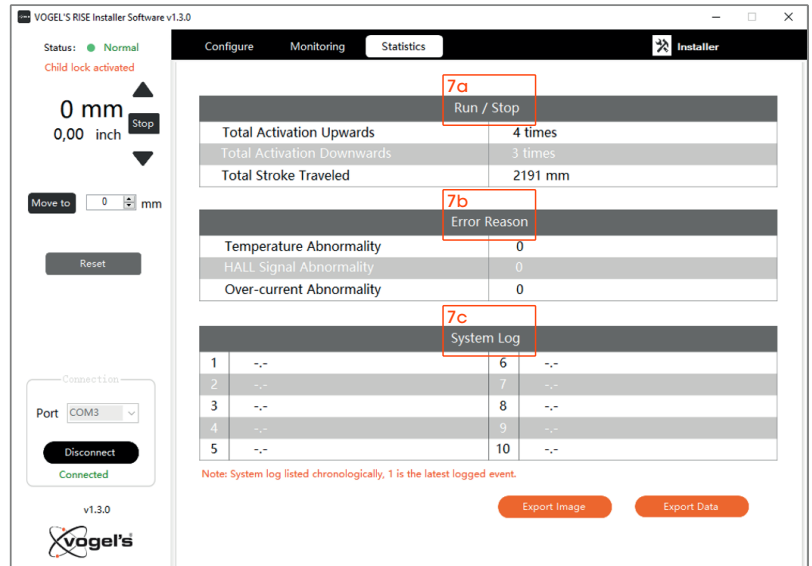 VOGEL'S RISE Installer Software v1.3.0
Status: Normal
Child lock activated
0 mm
0,00 inch
Stop
Move to 0 mm
Reset
Connection
Port COM3
Disconnect
Connected
v1.3.0
vogel's
Configure Monitoring Statistics Installer
7a
Run / Stop
Total Activation Upwards 4 times
Total Activation Downwards 3 times
Total Stroke Traveled 2191 mm
7b
Error Reason
Temperature Abnormality 0
HALL Signal Abnormality 0
Over-current Abnormality 0
7c
System Log
1 -.- 6 -.-
2 -.- 7 -.-
3 -.- 8 -.-
4 -.- 9 -.-
5 -.- 10 -.-
Note: System log listed chronologically, 1 is the latest logged event.
Export Image Export Data